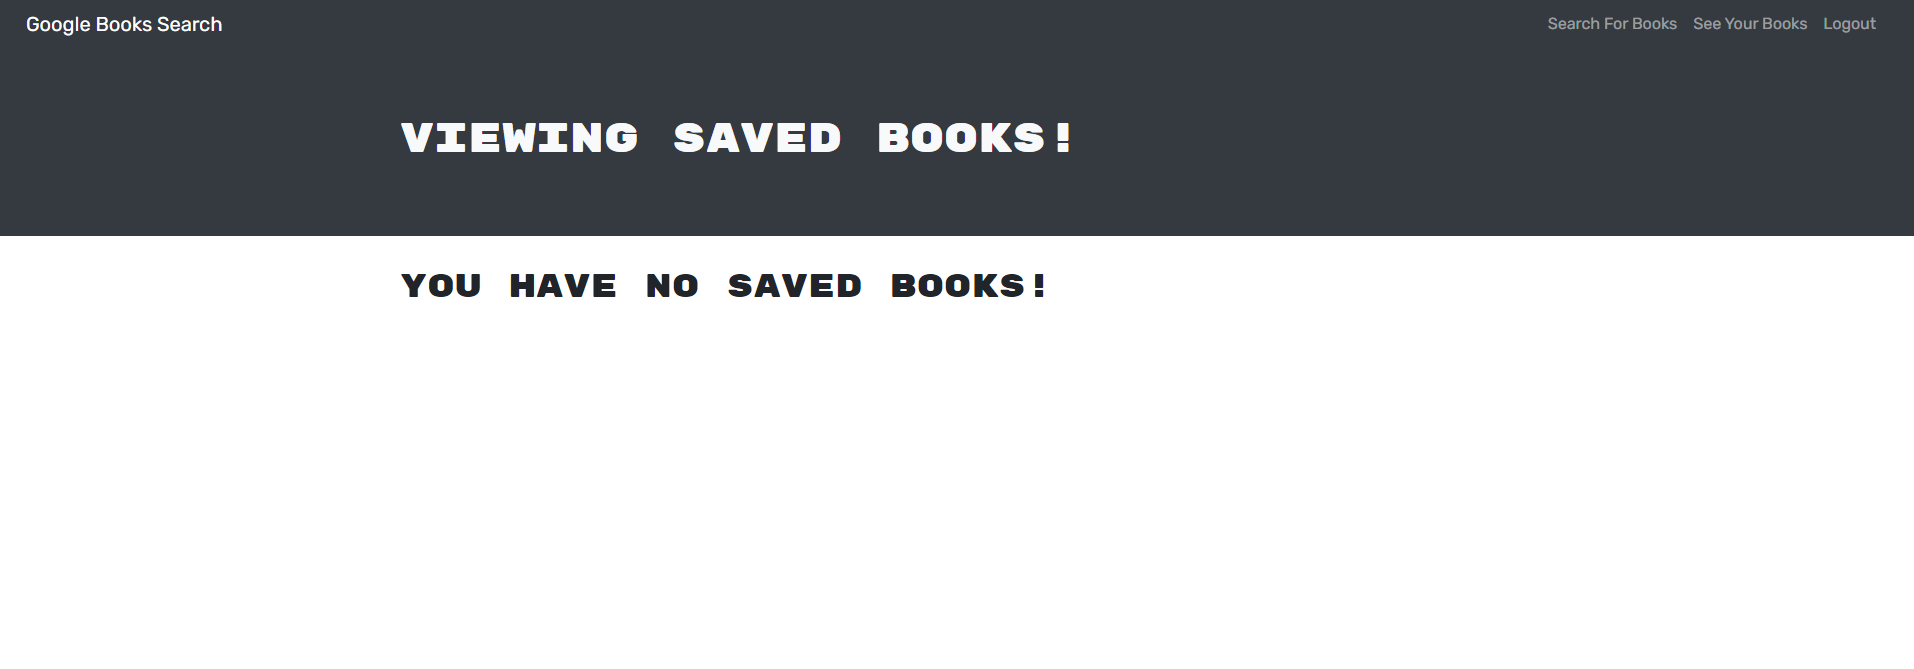 Google Books Search
Search For Books See Your Books Logout
VIEWING SAVED BOOKS!
YOU HAVE NO SAVED BOOKS!